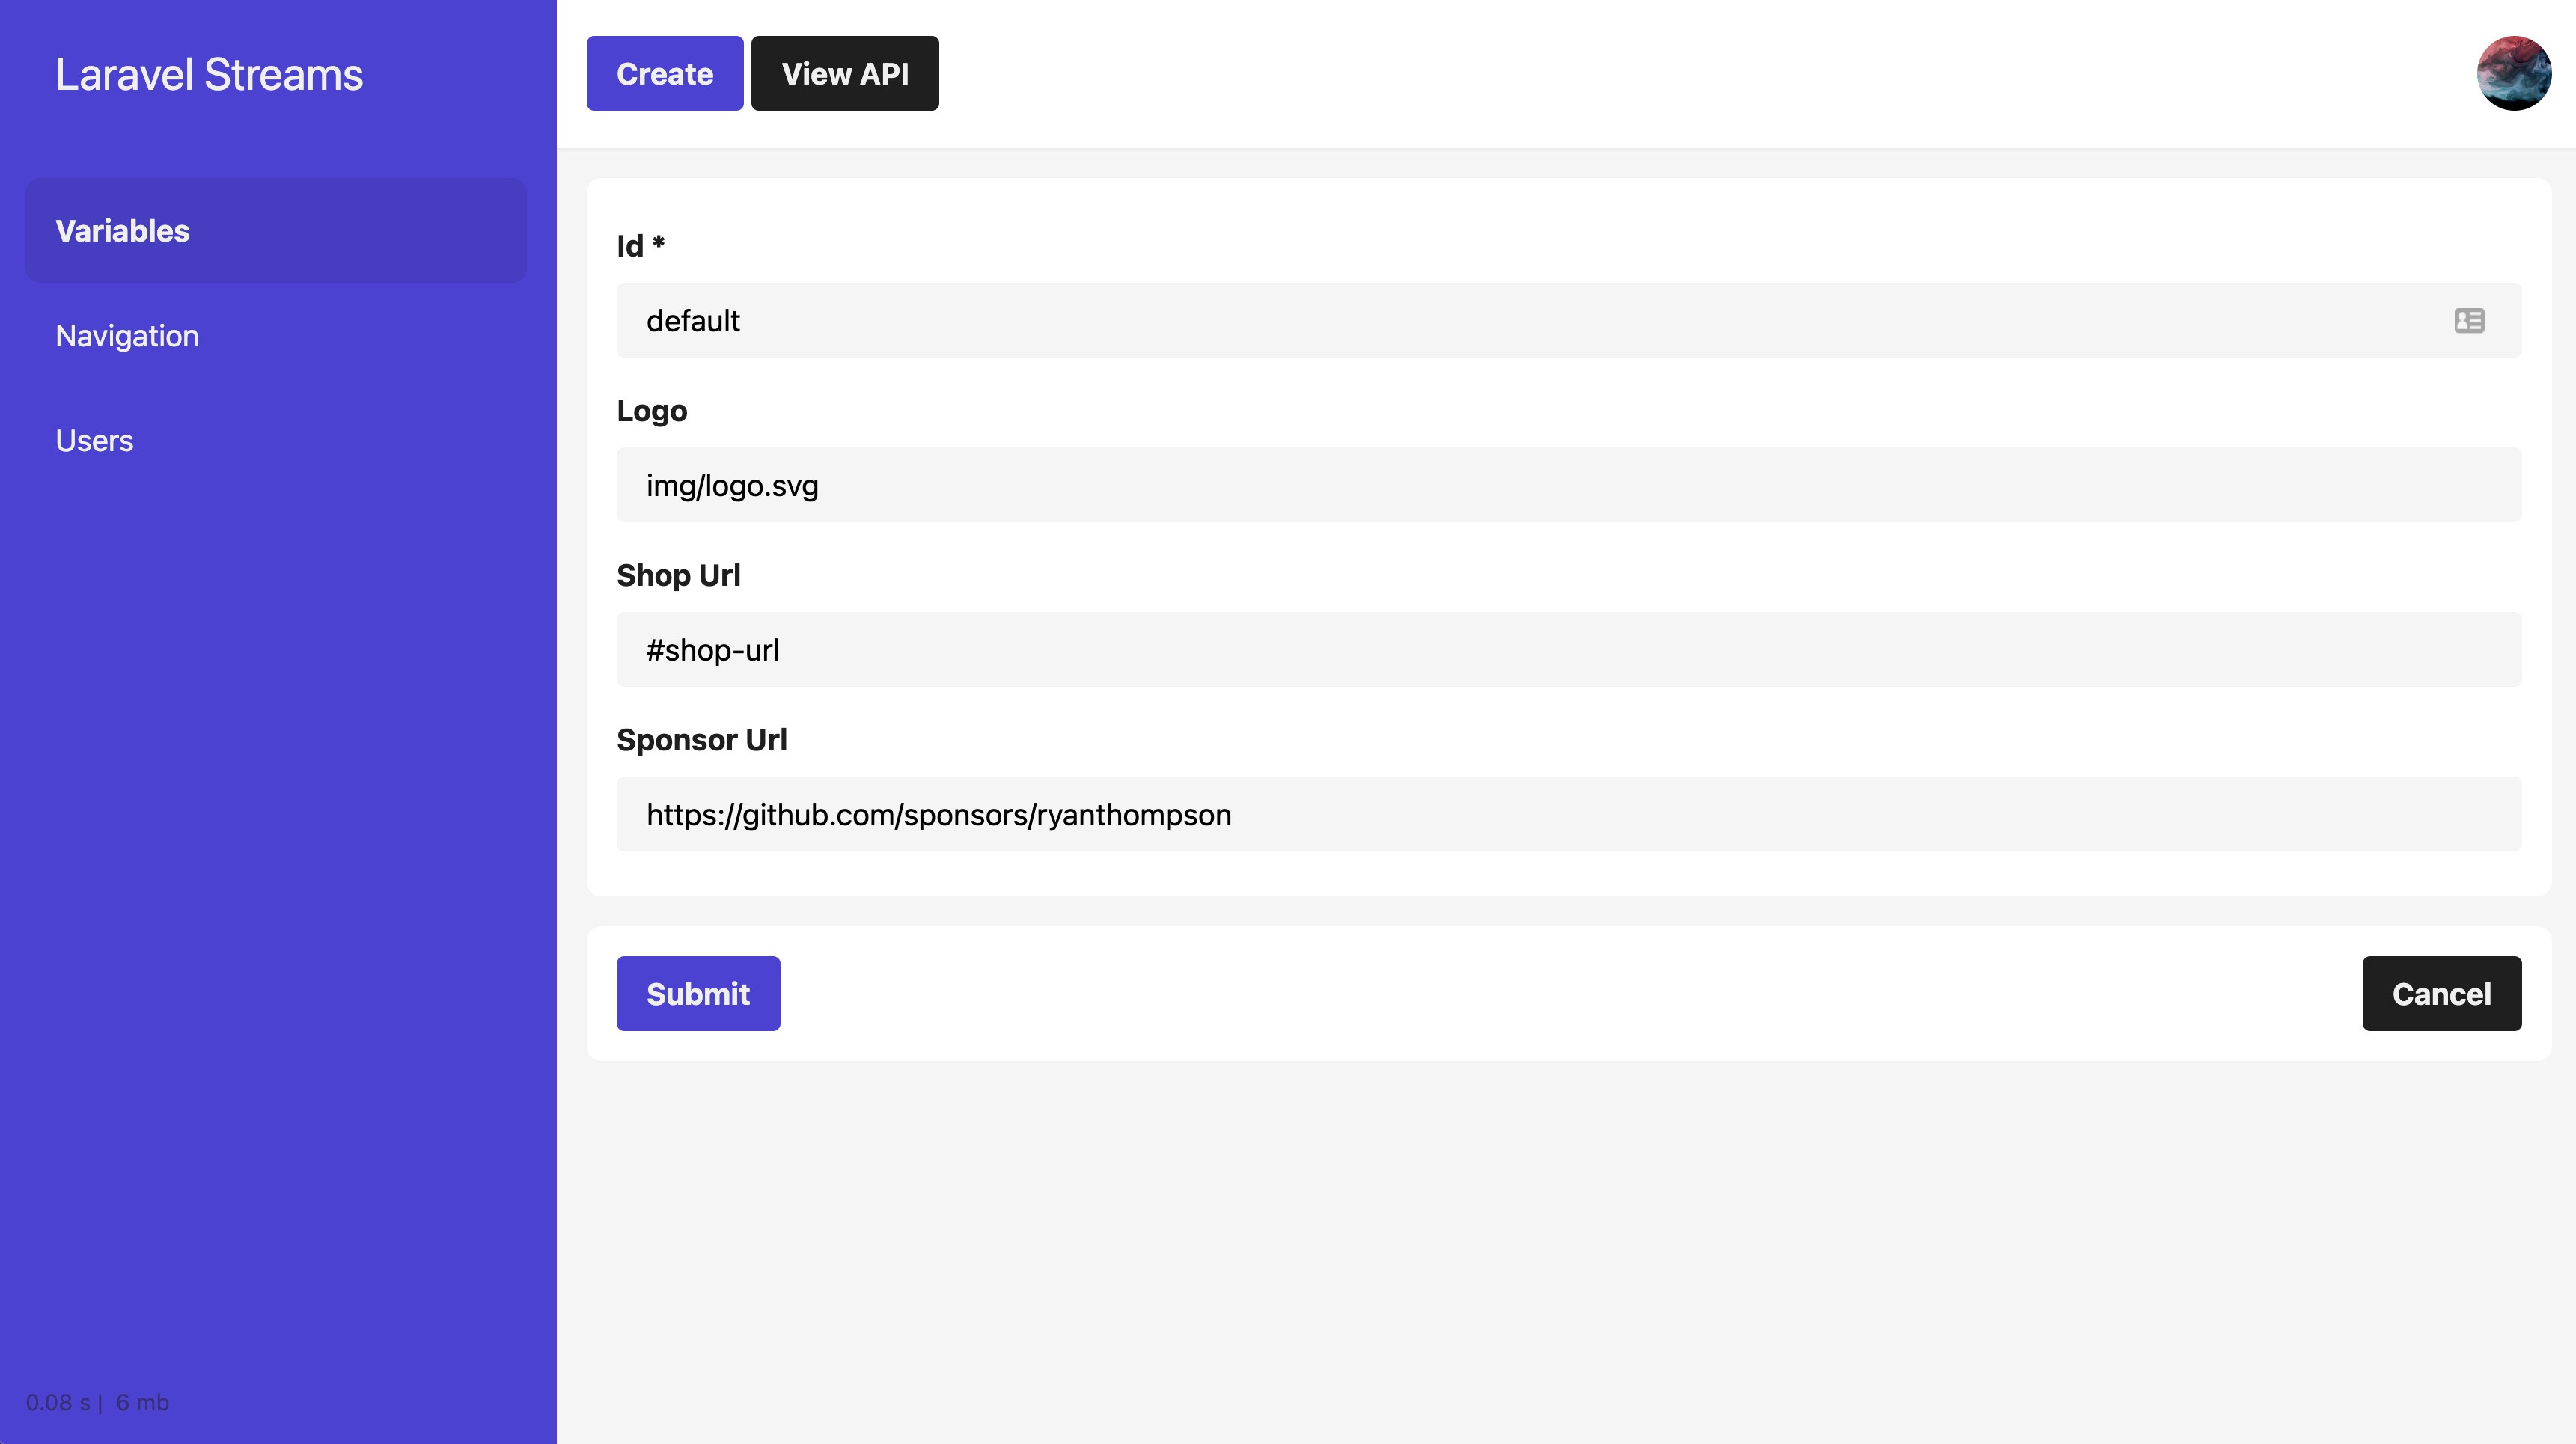 Laravel Streams
Variables
Navigation
Users
0.08 s | 6 mb
Create
View API
Id *
default
Logo
img/logo.svg
Shop Url
#shop-url
Sponsor Url
https://github.com/sponsors/ryanthompson
Submit
Cancel